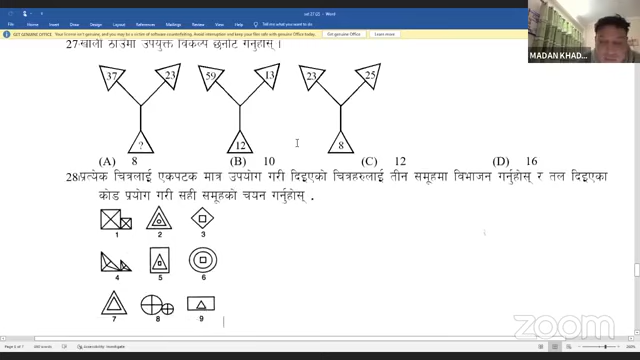 set 27 (2) - Word
File Home Insert Draw Design Layout References Mailings Review View Help Tell me what you want to do
GET GENUINE OFFICE Your license isn't genuine, and you may be a victim of software counterfeiting. Avoid interruption and keep your files safe with genuine Office today. Get genuine Office Learn more
MADAN KHAD...
27 खाली ठाउँमा उपयुक्त विकल्प छनौट गर्नुहोस् ।
37 23 59 13 23 25
? 12 8
(A) 8 (B) 10 (C) 12 (D) 16
28 प्रत्येक चित्रलाई एकपटक मात्र उपयोग गरी दिइएको चित्रहरुलाई तीन समूहमा विभाजन गर्नुहोस् र तल दिइएका
कोड प्रयोग गरी सही समूहको चयन गर्नुहोस् .
1 2 3
4 5 6
7 8 9
zoom